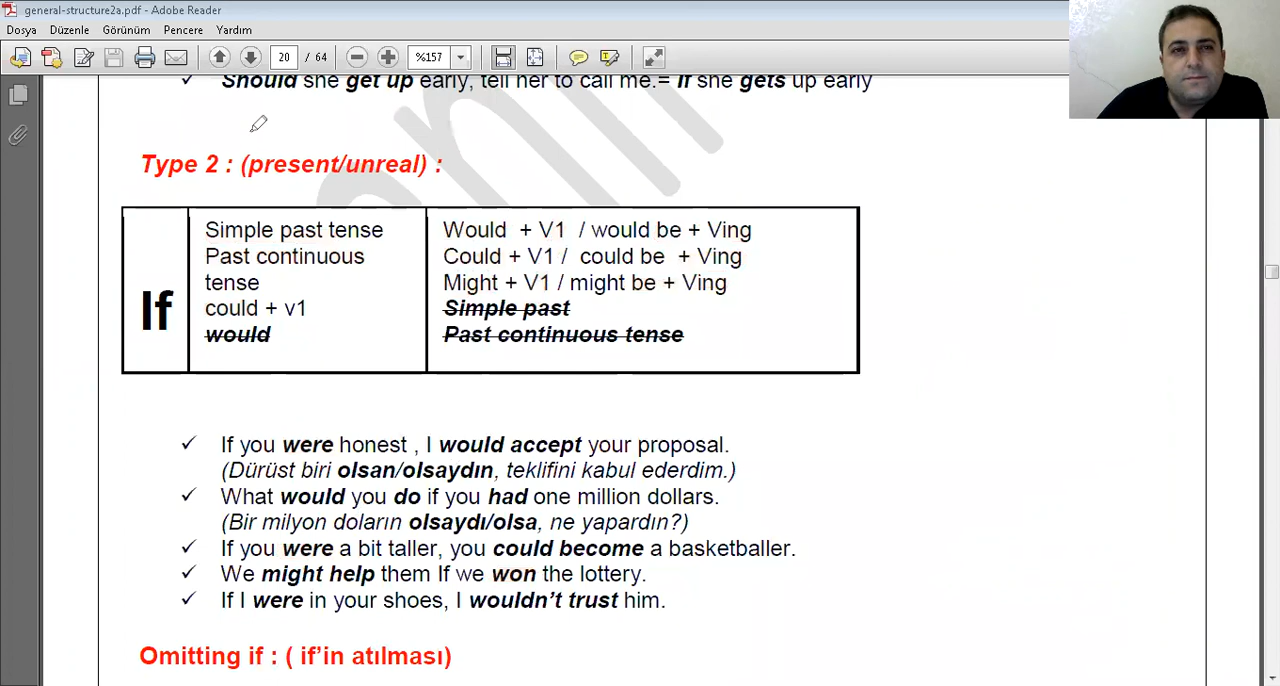 general-structure2a.pdf - Adobe Reader
Dosya Düzenle Görünüm Pencere Yardım
20 / 64 %157
Should she get up early, tell her to call me.= If she gets up early
Type 2 : (present/unreal) :
If
Simple past tense
Past continuous
tense
could + v1
would
Would + V1 / would be + Ving
Could + V1 / could be + Ving
Might + V1 / might be + Ving
Simple past
Past continuous tense
✓ If you were honest , I would accept your proposal.
(Dürüst biri olsan/olsaydın, teklifini kabul ederdim.)
✓ What would you do if you had one million dollars.
(Bir milyon doların olsaydı/olsa, ne yapardın?)
✓ If you were a bit taller, you could become a basketballer.
✓ We might help them If we won the lottery.
✓ If I were in your shoes, I wouldn't trust him.
Omitting if : ( if'in atılması)